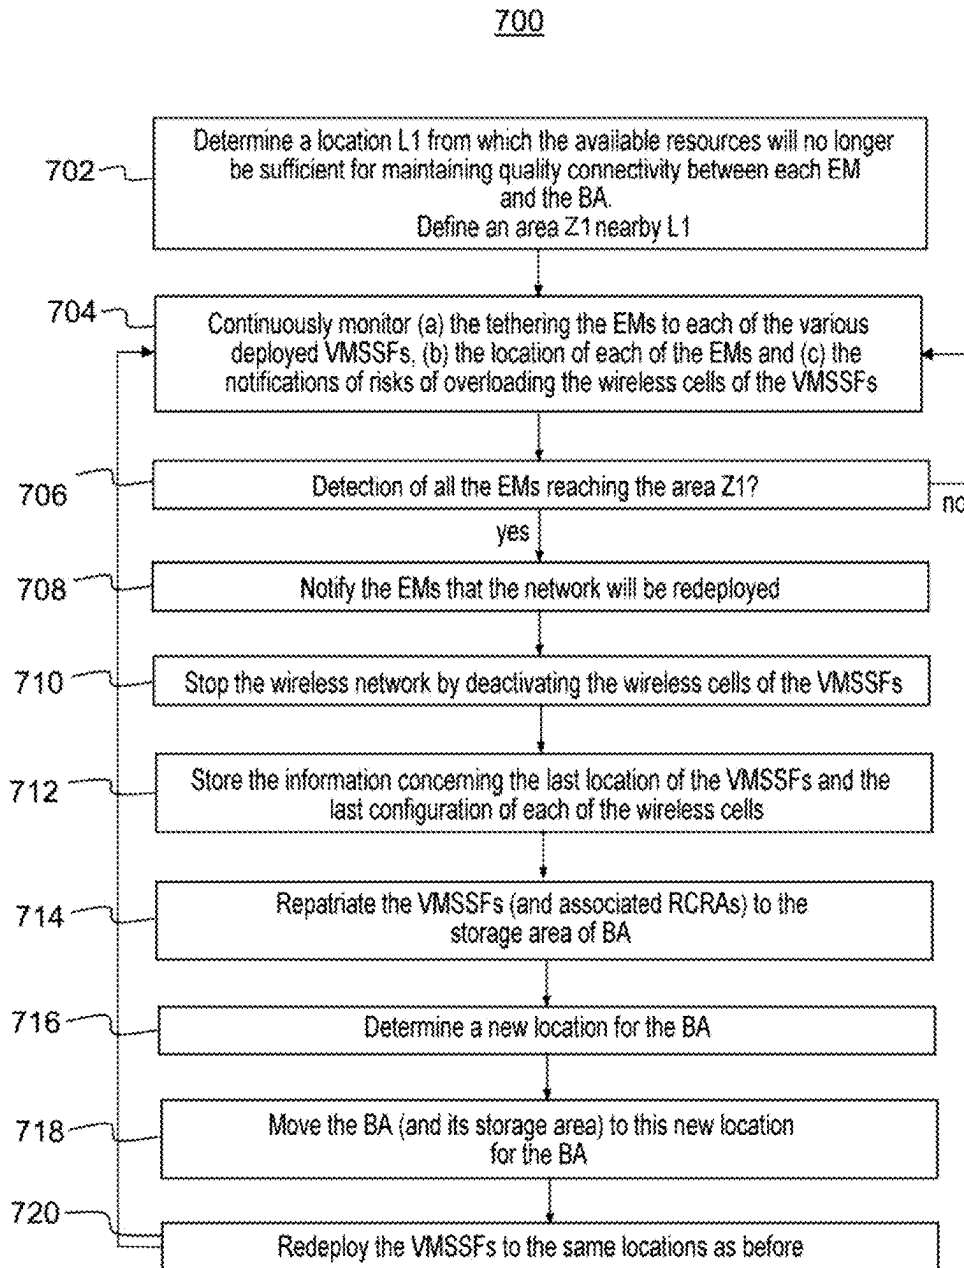 700
702
Determine a location L1 from which the available resources will no longer
be sufficient for maintaining quality connectivity between each EM
and the BA.
Define an area Z1 nearby L1
704
Continuously monitor (a) the tethering the EMs to each of the various
deployed VMSSFs, (b) the location of each of the EMs and (c) the
notifications of risks of overloading the wireless cells of the VMSSFs
706
Detection of all the EMs reaching the area Z1?
no
yes
708
Notify the EMs that the network will be redeployed
710
Stop the wireless network by deactivating the wireless cells of the VMSSFs
712
Store the information concerning the last location of the VMSSFs and the
last configuration of each of the wireless cells
714
Repatriate the VMSSFs (and associated RCRAs) to the
storage area of BA
716
Determine a new location for the BA
718
Move the BA (and its storage area) to this new location
for the BA
720
Redeploy the VMSSFs to the same locations as before